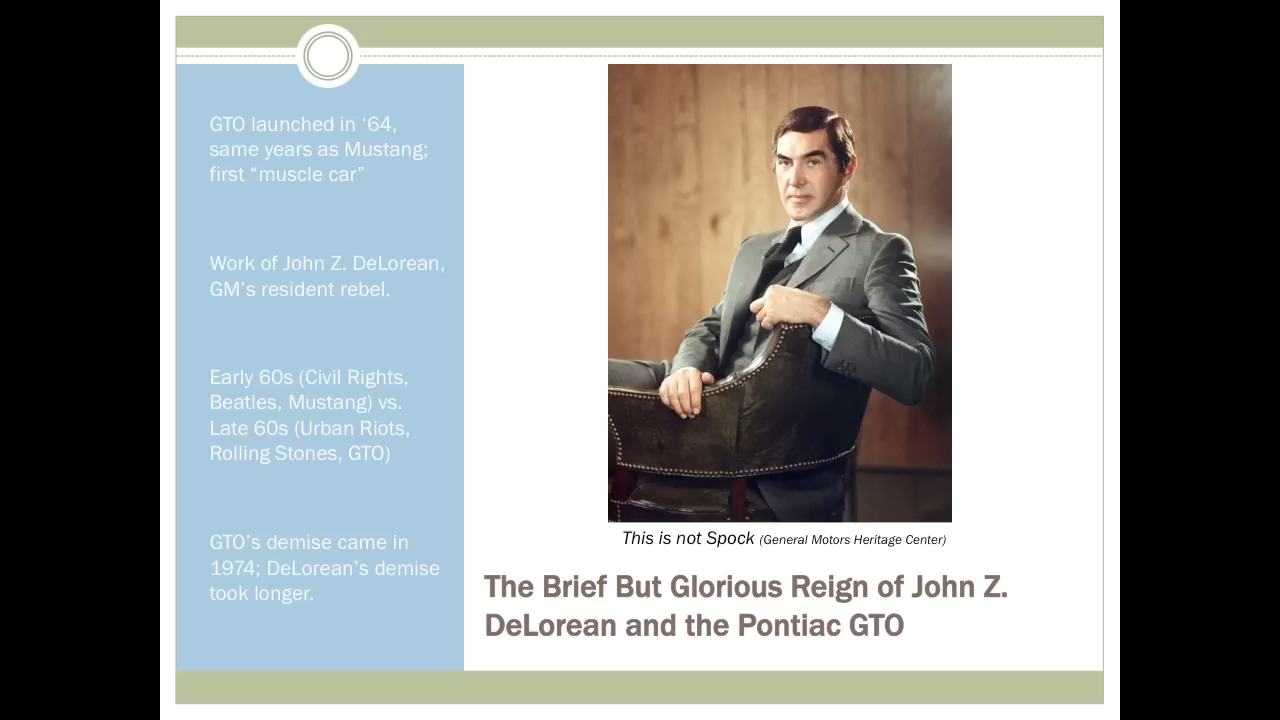 GTO launched in ‘64,
same years as Mustang;
first “muscle car”
Work of John Z. DeLorean,
GM’s resident rebel.
Early 60s (Civil Rights,
Beatles, Mustang) vs.
Late 60s (Urban Riots,
Rolling Stones, GTO)
GTO’s demise came in
1974; DeLorean’s demise
took longer.
This is not Spock (General Motors Heritage Center)
The Brief But Glorious Reign of John Z.
DeLorean and the Pontiac GTO